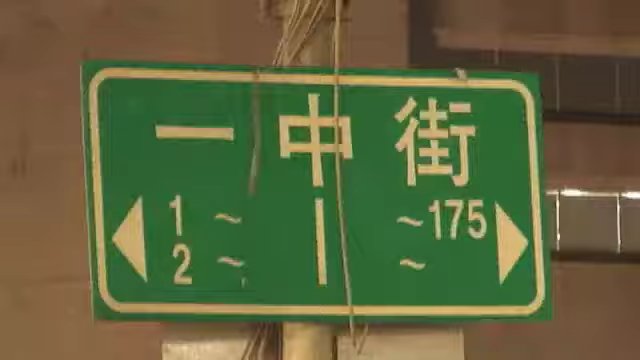 一中街
1 ~ | ~175
2 ~ | ~